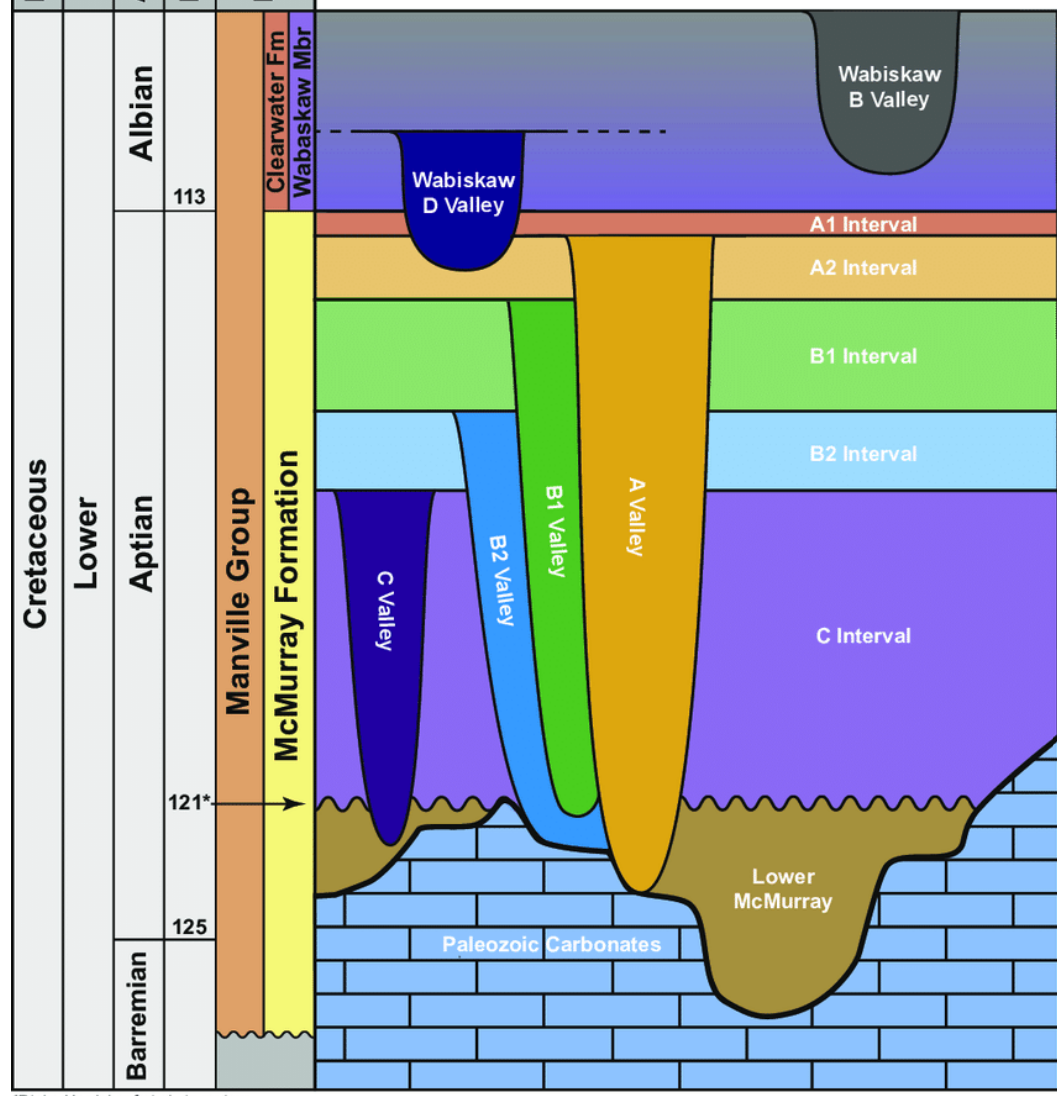 Cretaceous
Lower
Albian
Aptian
Barremian
113
121*
125
Manville Group
Clearwater Fm
Wabaskaw Mbr
McMurray Formation
Wabiskaw
B Valley
Wabiskaw
D Valley
A1 Interval
A2 Interval
B1 Interval
B2 Interval
C Interval
C Valley
B2 Valley
B1 Valley
A Valley
Lower
McMurray
Paleozoic Carbonates